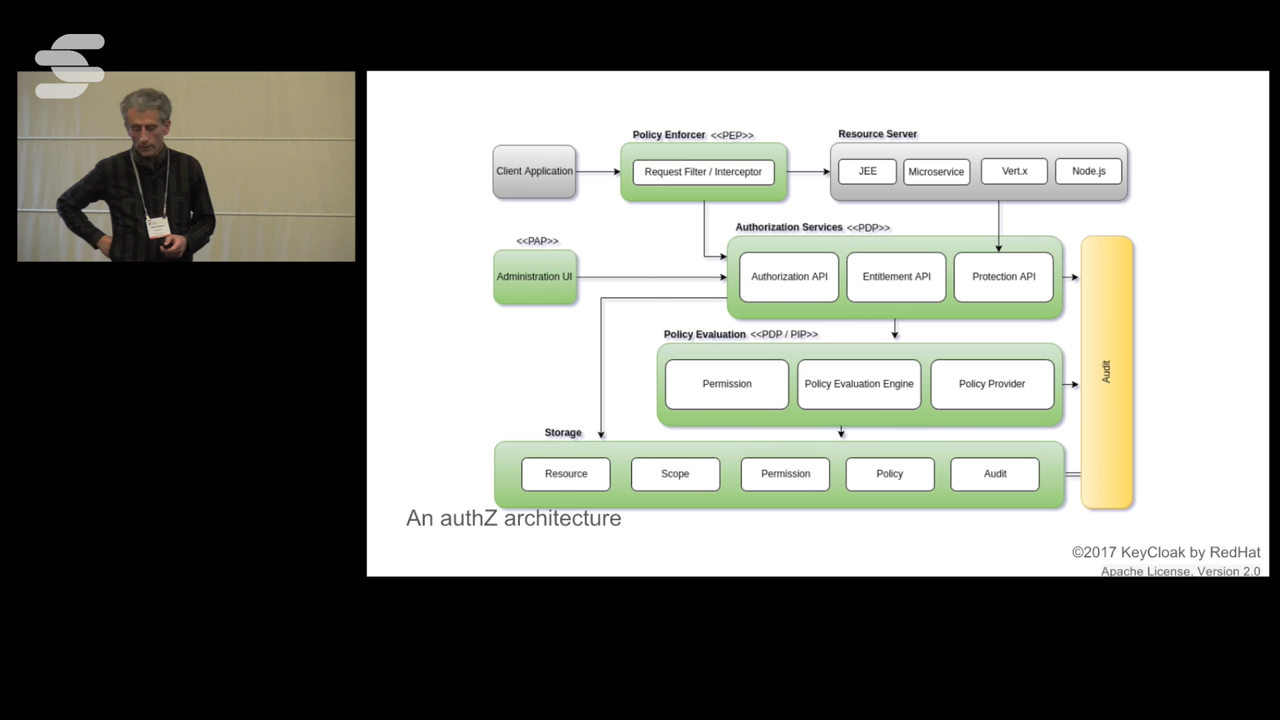 Policy Enforcer <<PEP>>
Resource Server
Client Application
Request Filter / Interceptor
JEE
Microservice
Vert.x
Node.js
<<PAP>>
Authorization Services <<PDP>>
Administration UI
Authorization API
Entitlement API
Protection API
Policy Evaluation <<PDP / PIP>>
Permission
Policy Evaluation Engine
Policy Provider
Audit
Storage
Resource
Scope
Permission
Policy
Audit
An authZ architecture
©2017 KeyCloak by RedHat
Apache License, Version 2.0